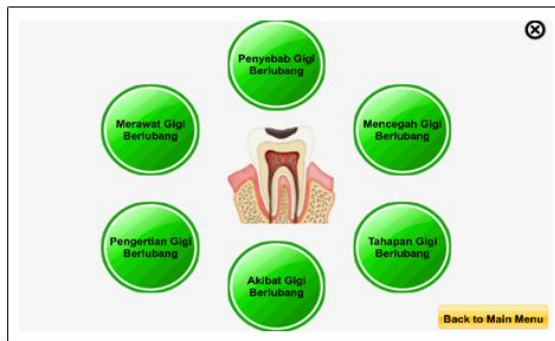 Penyebab Gigi
Berlubang
Merawat Gigi
Berlubang
Mencegah Gigi
Berlubang
Pengertian Gigi
Berlubang
Tahapan Gigi
Berlubang
Akibat Gigi
Berlubang
Back to Main Menu